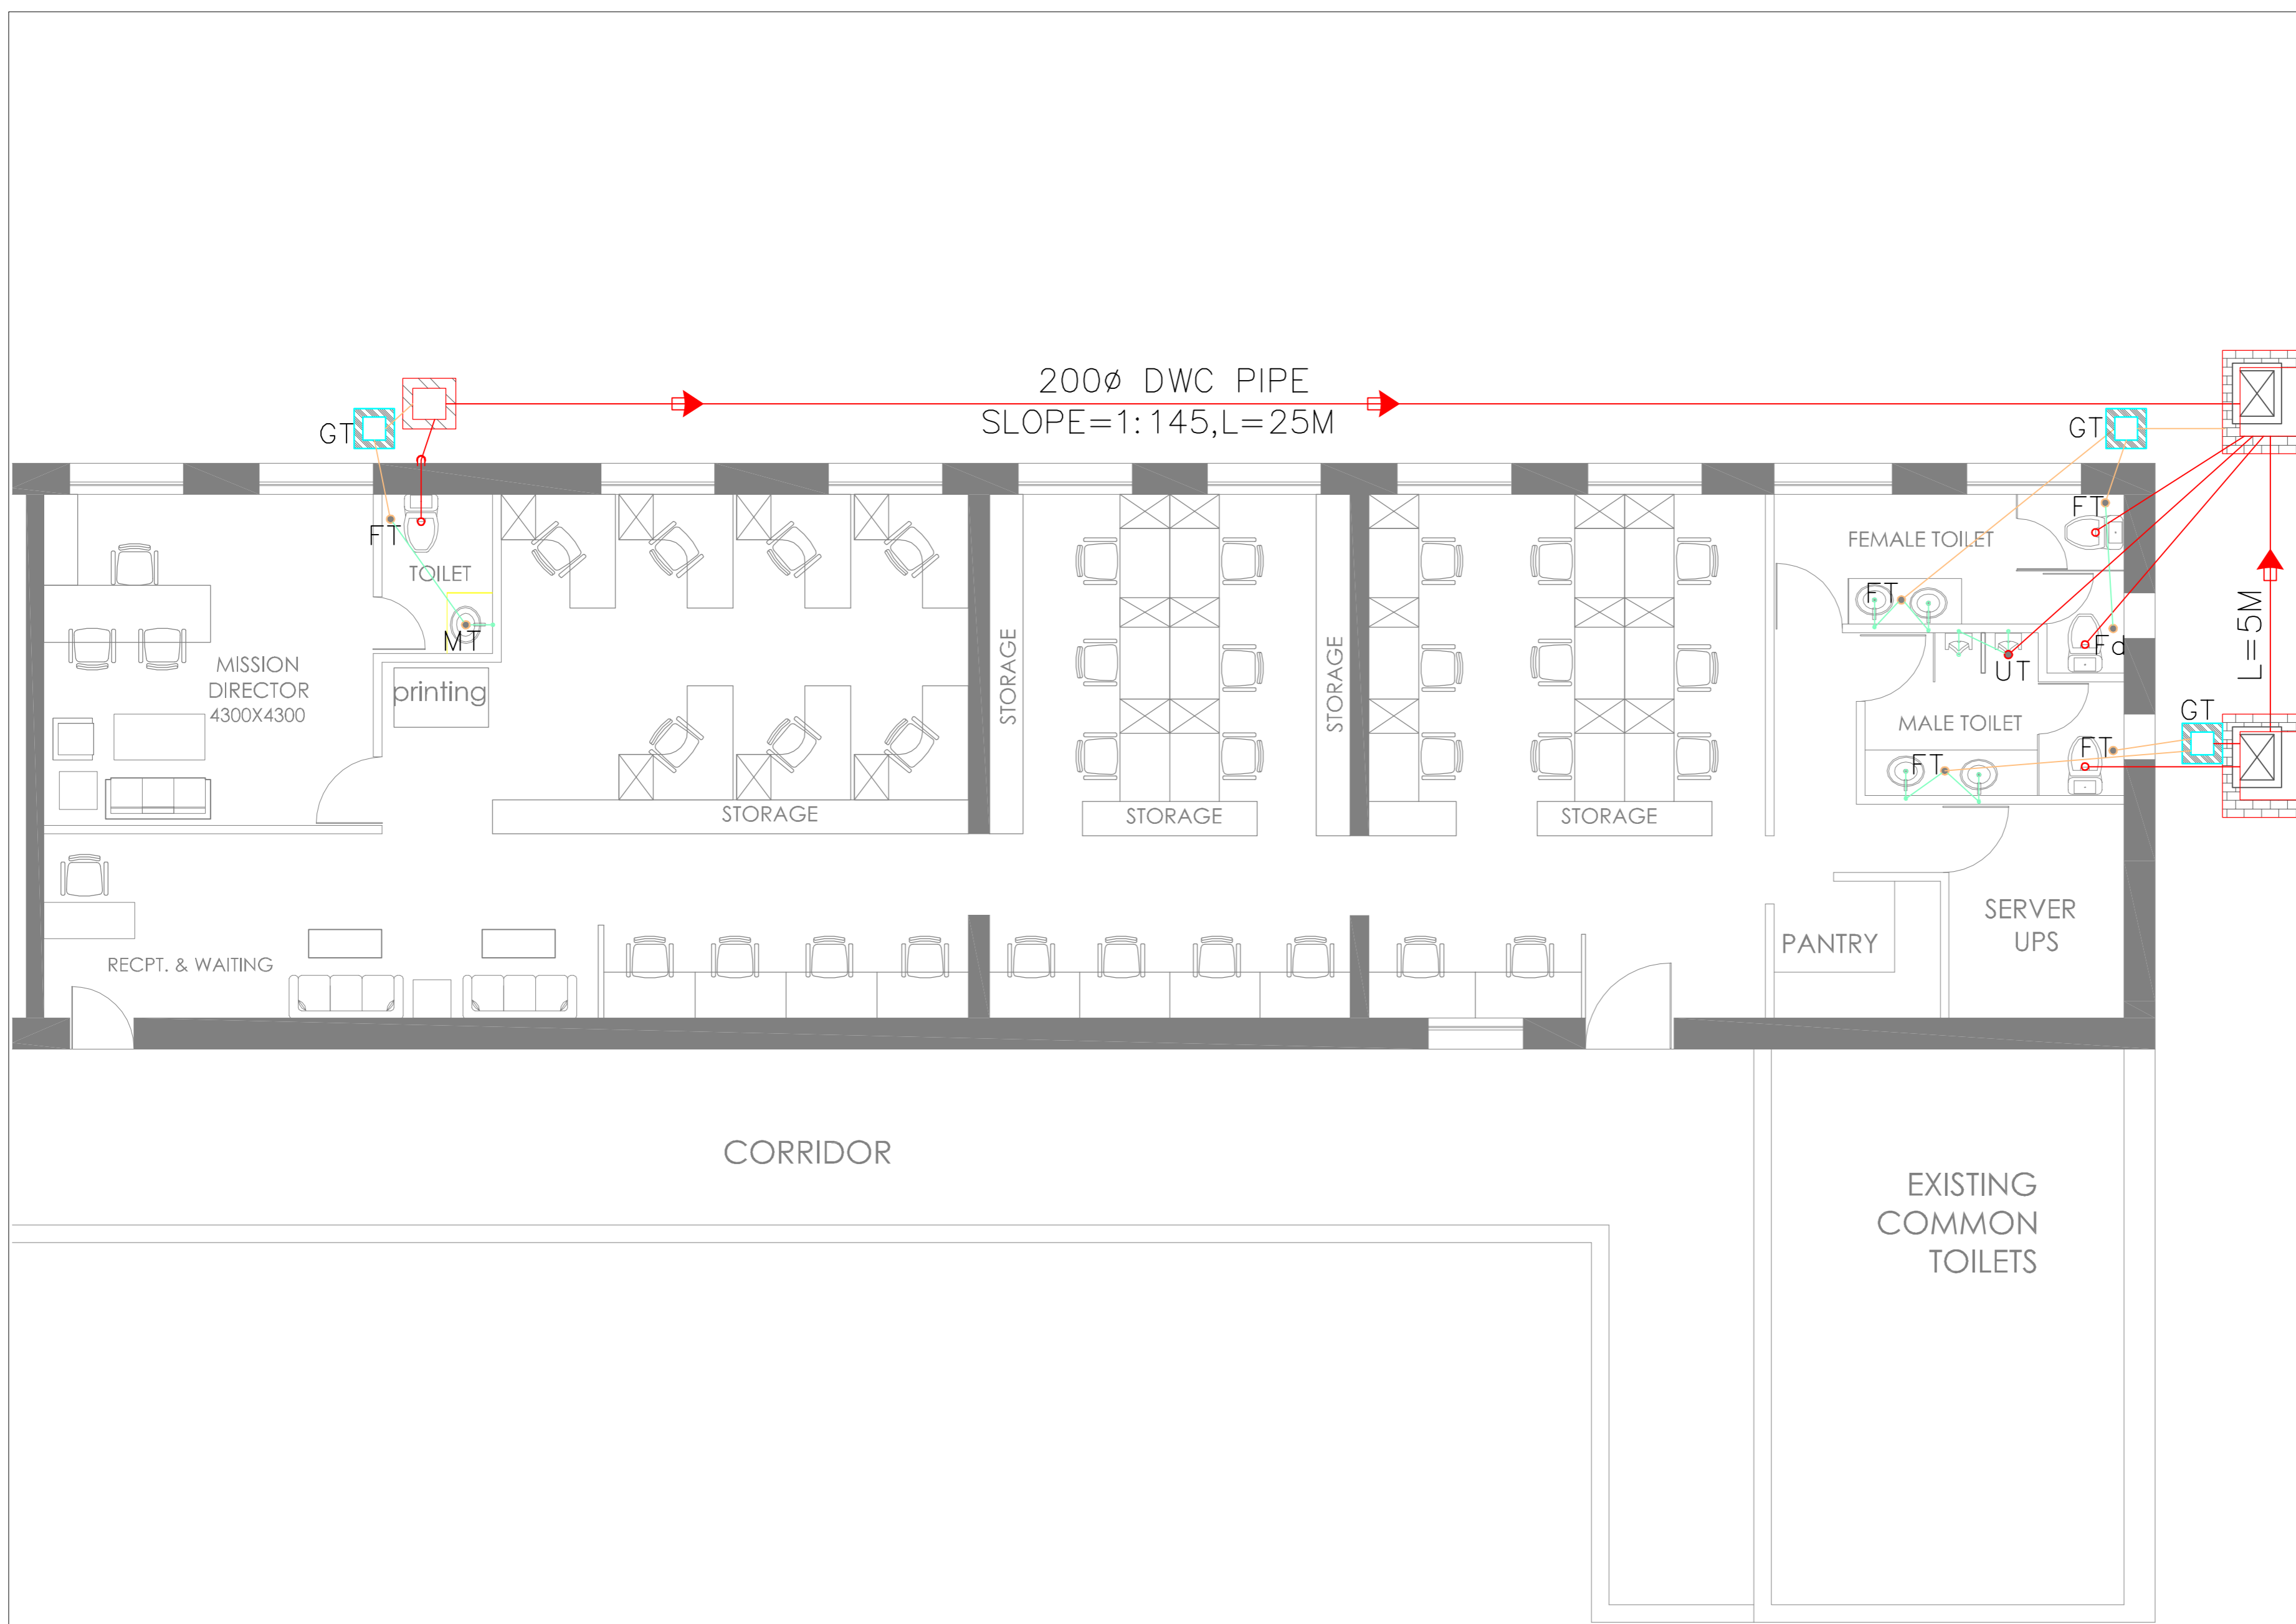 200ø DWC PIPE
SLOPE=1:145,L=25M
GT
GT
FT
FT
TOILET
FEMALE TOILET
FT
MT
Fd
UT
L=5M
MISSION
DIRECTOR
4300X4300
printing
STORAGE
STORAGE
GT
MALE TOILET
FT
FT
STORAGE
STORAGE
STORAGE
RECPT. & WAITING
PANTRY
SERVER
UPS
CORRIDOR
EXISTING
COMMON
TOILETS